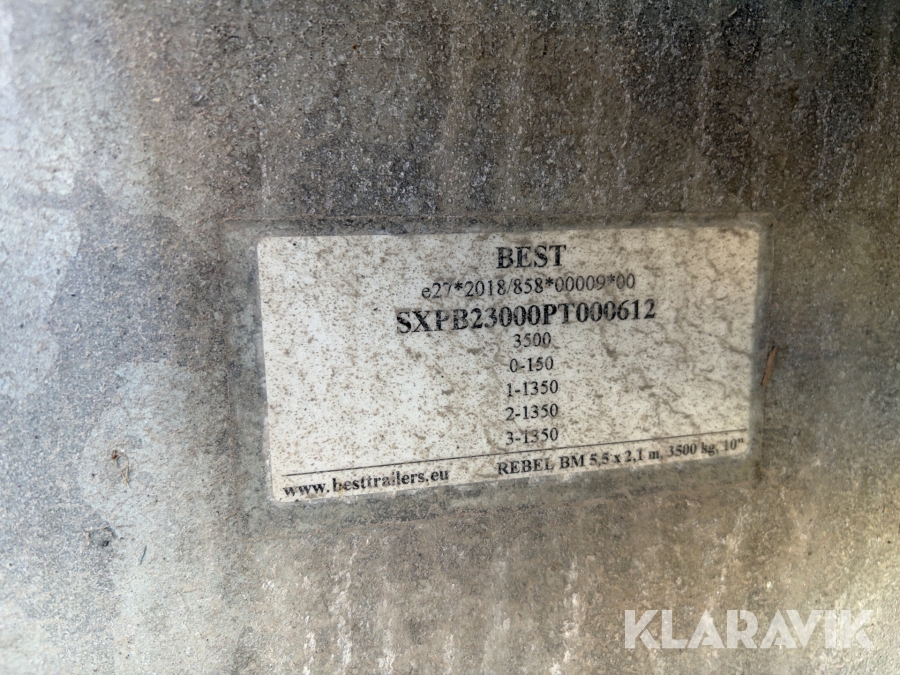 BEST
e27*2018/858*00009*00
SXPB23000PT000612
3500
0-150
1-1350
2-1350
3-1350
www.besttrailers.eu REBEL BM 5,5 x 2,1 m, 3500 kg, 10"
KLARAVIK